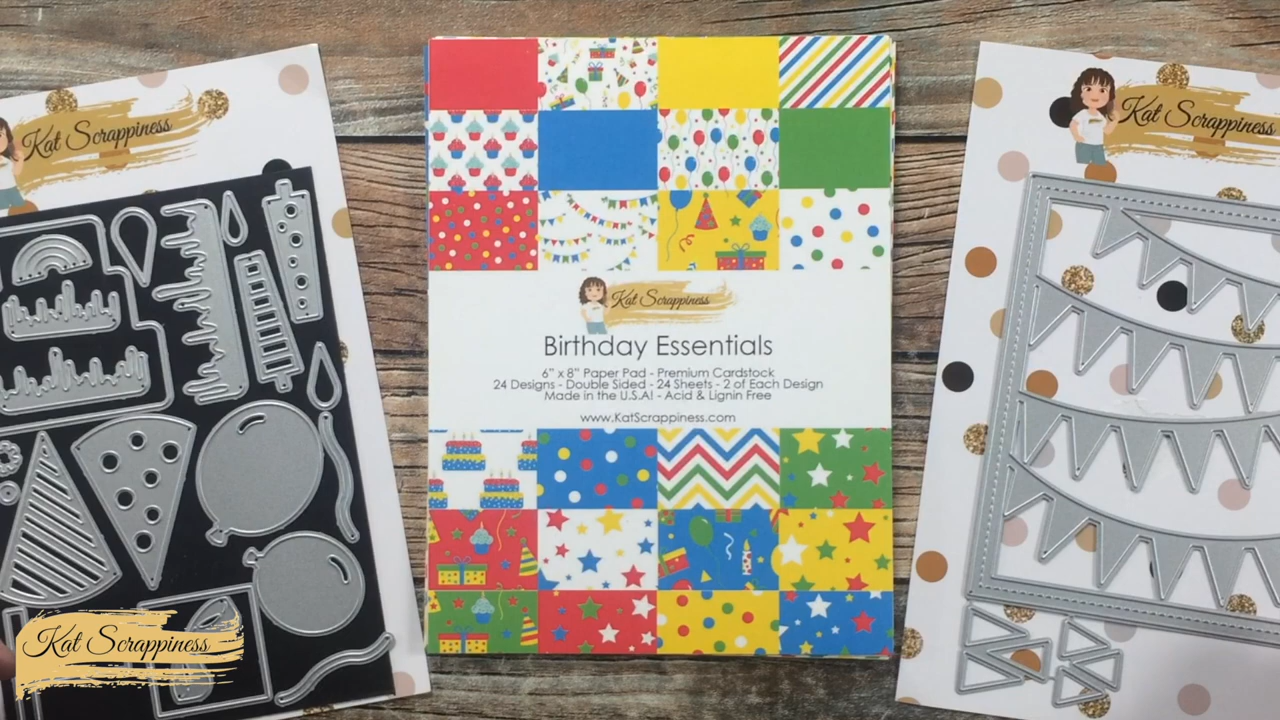 Kat Scrappiness
Kat Scrappiness
Kat Scrappiness
Birthday Essentials
6" x 8" Paper Pad - Premium Cardstock
24 Designs - Double Sided - 24 Sheets - 2 of Each Design
Made in the U.S.A! - Acid & Lignin Free
www.KatScrappiness.com
Kat Scrappiness